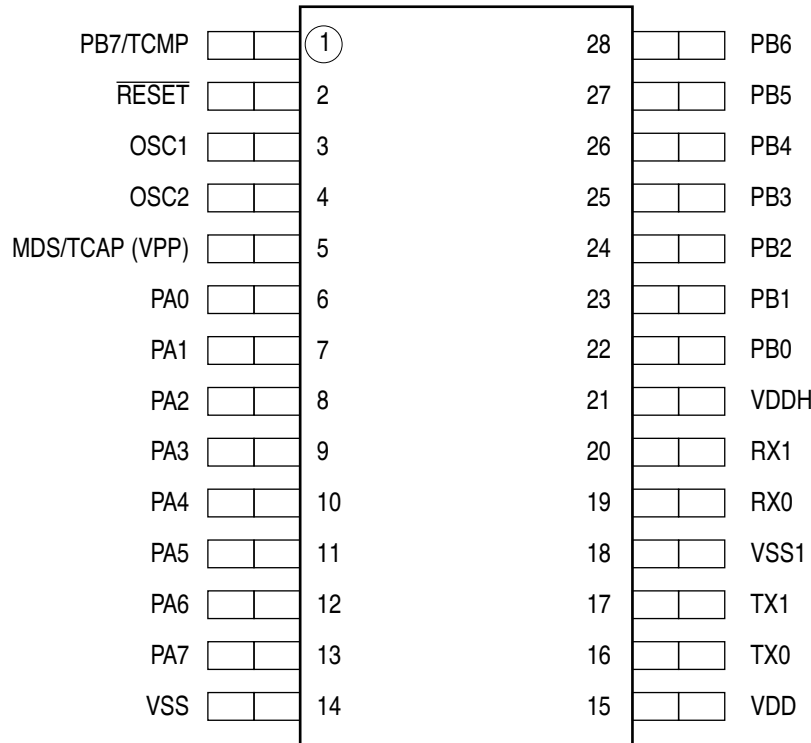 PB7/TCMP 1 28 PB6
RESET 2 27 PB5
OSC1 3 26 PB4
OSC2 4 25 PB3
MDS/TCAP (VPP) 5 24 PB2
PA0 6 23 PB1
PA1 7 22 PB0
PA2 8 21 VDDH
PA3 9 20 RX1
PA4 10 19 RX0
PA5 11 18 VSS1
PA6 12 17 TX1
PA7 13 16 TX0
VSS 14 15 VDD